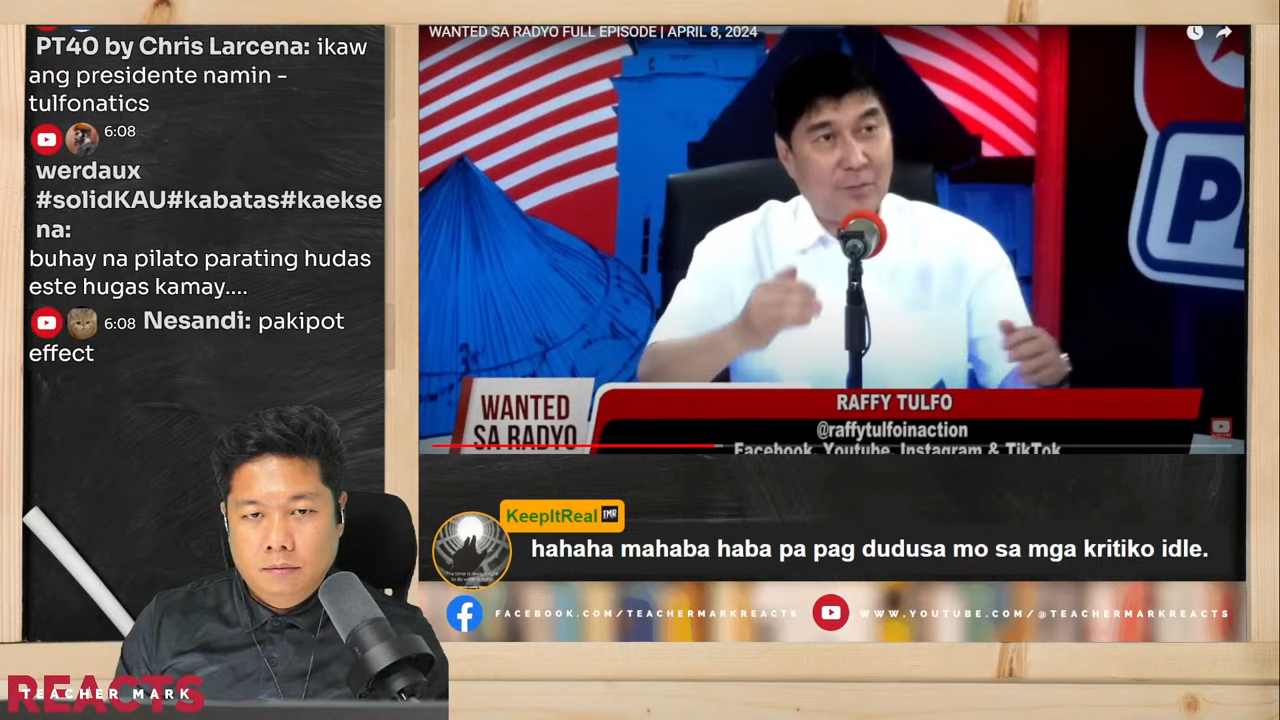 PT40 by Chris Larcena: ikaw
ang presidente namin -
tulfonatics
6:08
werdaux
#solidKAU#kabatas#kaekse
na:
buhay na pilato parating hudas
este hugas kamay....
6:08 Nesandi: pakipot
effect
WANTED SA RADYO FULL EPISODE | APRIL 8, 2024
WANTED
SA RADYO
RAFFY TULFO
@raffytulfoinaction
Facebook, Youtube, Instagram & TikTok
KeepItReal TMR
hahaha mahaba haba pa pag dudusa mo sa mga kritiko idle.
FACEBOOK.COM/TEACHERMARKREACTS
WWW.YOUTUBE.COM/@TEACHERMARKREACTS
TEACHER MARK
REACTS